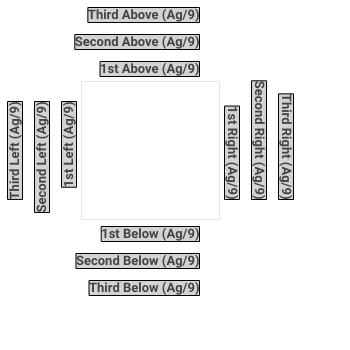 Third Above (Ag/9)
Second Above (Ag/9)
1st Above (Ag/9)
Third Left (Ag/9)
Second Left (Ag/9)
1st Left (Ag/9)
1st Right (Ag/9)
Second Right (Ag/9)
Third Right (Ag/9)
1st Below (Ag/9)
Second Below (Ag/9)
Third Below (Ag/9)